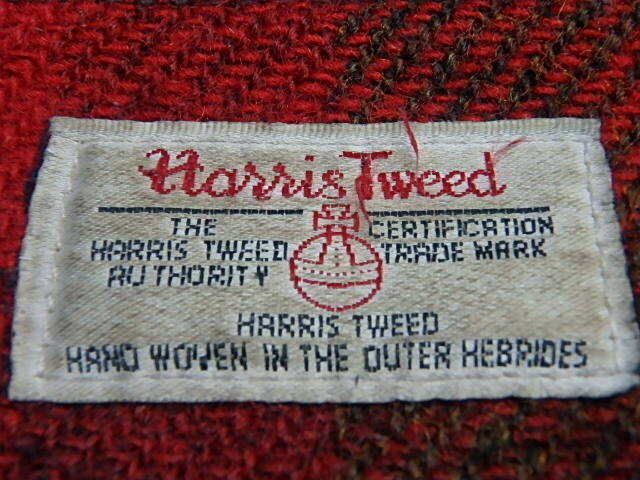 Harris Tweed
THE
HARRIS TWEED
AUTHORITY
CERTIFICATION
TRADE MARK
HARRIS TWEED
HAND WOVEN IN THE OUTER HEBRIDES